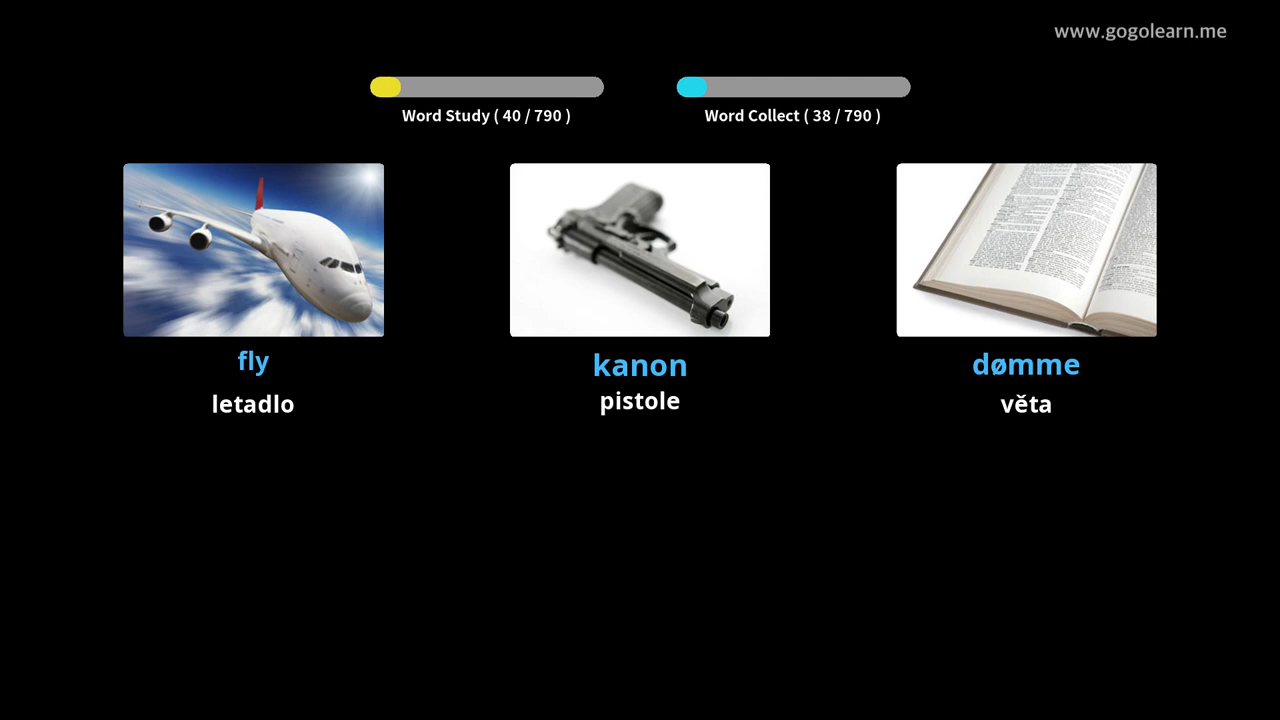 www.gogolearn.me
Word Study ( 40 / 790 )
Word Collect ( 38 / 790 )
fly
kanon
dømme
letadlo
pistole
věta